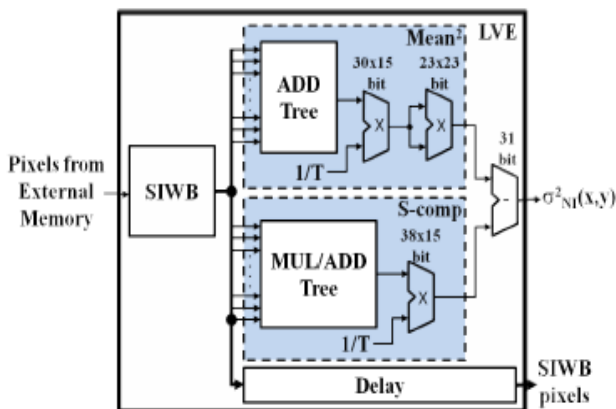 Mean²
LVE
30x15
bit
23x23
bit
ADD
Tree
X
X
1/T
31
bit
Pixels from
External
Memory
SIWB
-
σ²NI(x,y)
S-comp
38x15
bit
MUL/ADD
Tree
X
1/T
Delay
SIWB
pixels